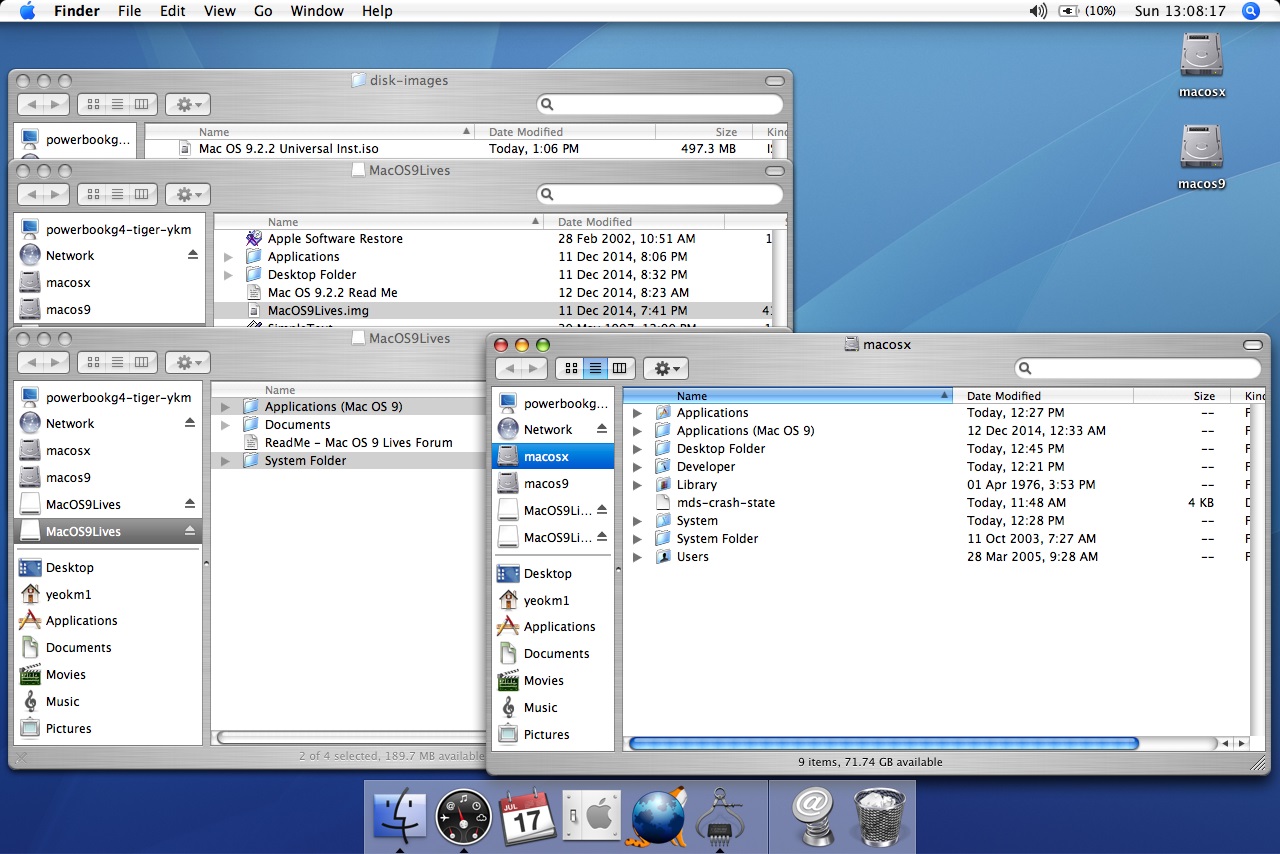 Finder File Edit View Go Window Help (10%) Sun 13:08:17
macosx
macos9
disk-images
powerbookg...
Name Date Modified Size Kind
Mac OS 9.2.2 Universal Inst.iso Today, 1:06 PM 497.3 MB
MacOS9Lives
powerbookg4-tiger-ykm
Network
macosx
macos9
Name Date Modified
Apple Software Restore 28 Feb 2002, 10:51 AM 1
Applications 11 Dec 2014, 8:06 PM
Desktop Folder 11 Dec 2014, 8:32 PM
Mac OS 9.2.2 Read Me 12 Dec 2014, 8:23 AM
MacOS9Lives.img 11 Dec 2014, 7:41 PM
MacOS9Lives
powerbookg4-tiger-ykm
Network
macosx
macos9
MacOS9Lives
MacOS9Lives
Desktop
yeokm1
Applications
Documents
Movies
Music
Pictures
Name
Applications (Mac OS 9)
Documents
ReadMe - Mac OS 9 Lives Forum
System Folder
2 of 4 selected, 189.7 MB available
macosx
powerbookg...
Network
macosx
macos9
MacOS9Li...
MacOS9Li...
Desktop
yeokm1
Applications
Documents
Movies
Music
Pictures
Name Date Modified Size Kind
Applications Today, 12:27 PM --
Applications (Mac OS 9) 12 Dec 2014, 12:33 AM --
Desktop Folder Today, 12:45 PM --
Developer Today, 12:21 PM --
Library 01 Apr 1976, 3:53 PM --
mds-crash-state Today, 11:48 AM 4 KB
System Today, 12:28 PM --
System Folder 11 Oct 2003, 7:27 AM --
Users 28 Mar 2005, 9:28 AM --
9 items, 71.74 GB available
JUL
17
@